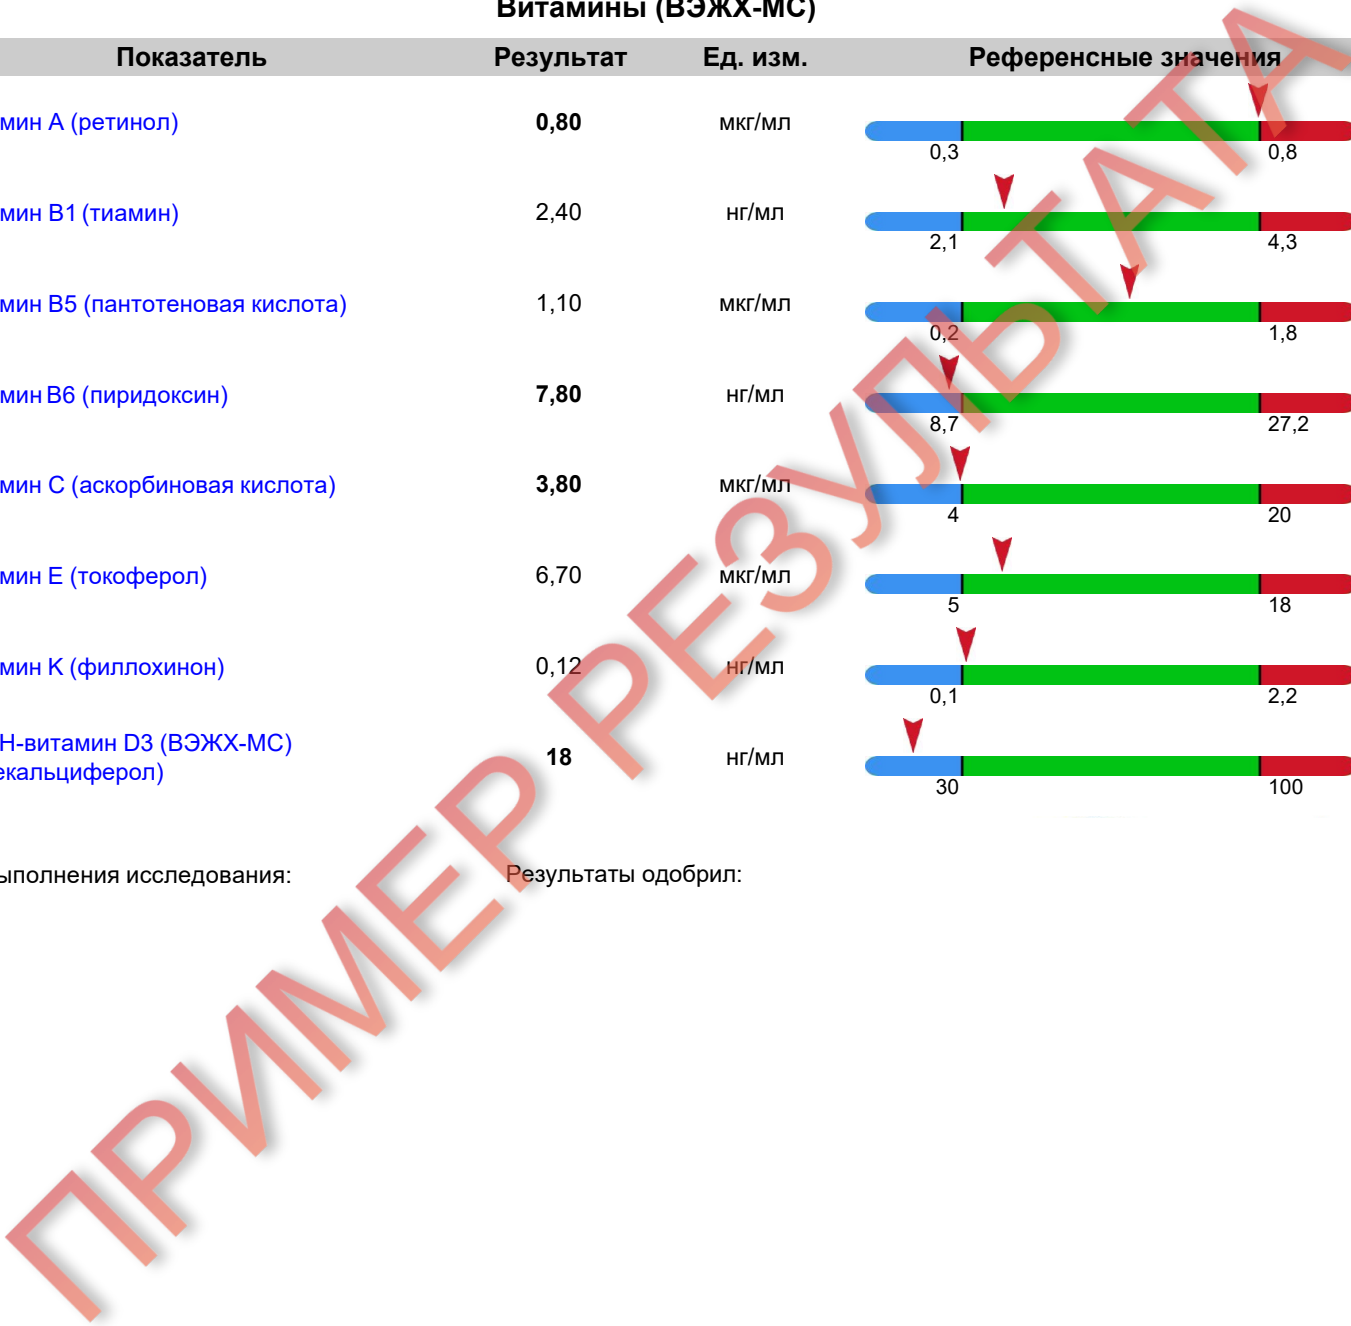 Витамины (ВЭЖХ-МС)
Показатель Результат Ед. изм. Референсные значения
мин А (ретинол) 0,80 мкг/мл
0,3 0,8
мин В1 (тиамин) 2,40 нг/мл
2,1 4,3
мин В5 (пантотеновая кислота) 1,10 мкг/мл
0,2 1,8
мин В6 (пиридоксин) 7,80 нг/мл
8,7 27,2
мин С (аскорбиновая кислота) 3,80 мкг/мл
4 20
мин Е (токоферол) 6,70 мкг/мл
5 18
мин К (филлохинон) 0,12 нг/мл
0,1 2,2
Н-витамин D3 (ВЭЖХ-МС) 18 нг/мл
екальциферол)
30 100
ыполнения исследования: Результаты одобрил:
ПРИМЕР РЕЗУЛЬТАТА